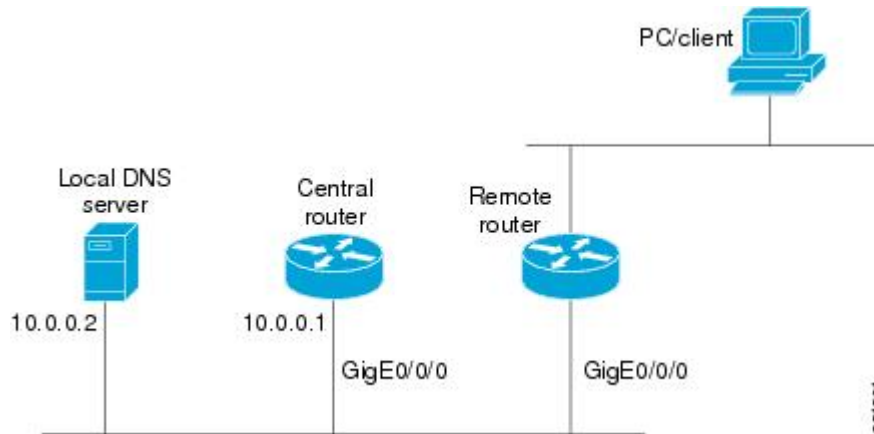 PC/client
Local DNS
server
Central
router
Remote
router
10.0.0.2
10.0.0.1
GigE0/0/0
GigE0/0/0